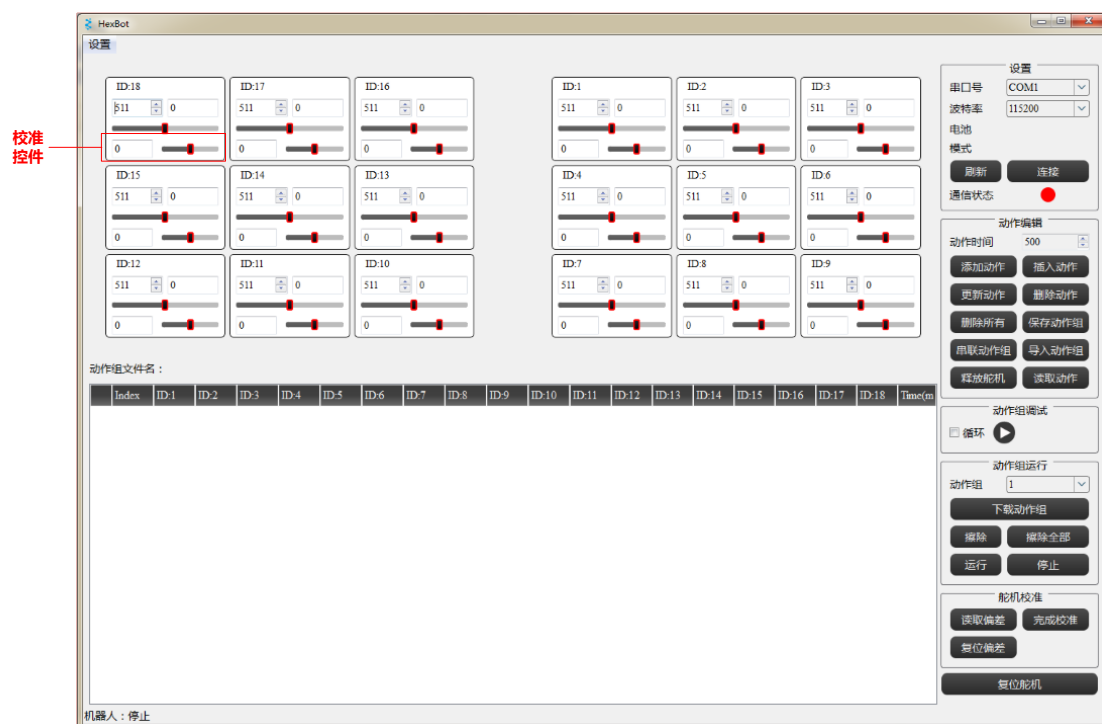 HexBot
设置
ID:18 ID:17 ID:16 ID:1 ID:2 ID:3
511 0 511 0 511 0 511 0 511 0 511 0
0 0 0 0 0 0
校准
控件
ID:15 ID:14 ID:13 ID:4 ID:5 ID:6
511 0 511 0 511 0 511 0 511 0 511 0
0 0 0 0 0 0
ID:12 ID:11 ID:10 ID:7 ID:8 ID:9
511 0 511 0 511 0 511 0 511 0 511 0
0 0 0 0 0 0
动作组文件名：
Index ID:1 ID:2 ID:3 ID:4 ID:5 ID:6 ID:7 ID:8 ID:9 ID:10 ID:11 ID:12 ID:13 ID:14 ID:15 ID:16 ID:17 ID:18 Time(m
设置
串口号 COM1
波特率 115200
电池
模式
刷新 连接
通信状态
动作编辑
动作时间 500
添加动作 插入动作
更新动作 删除动作
删除所有 保存动作组
串联动作组 导入动作组
释放舵机 读取动作
动作组调试
循环
动作组运行
动作组 1
下载动作组
擦除 擦除全部
运行 停止
舵机校准
读取偏差 完成校准
复位偏差
复位舵机
机器人：停止